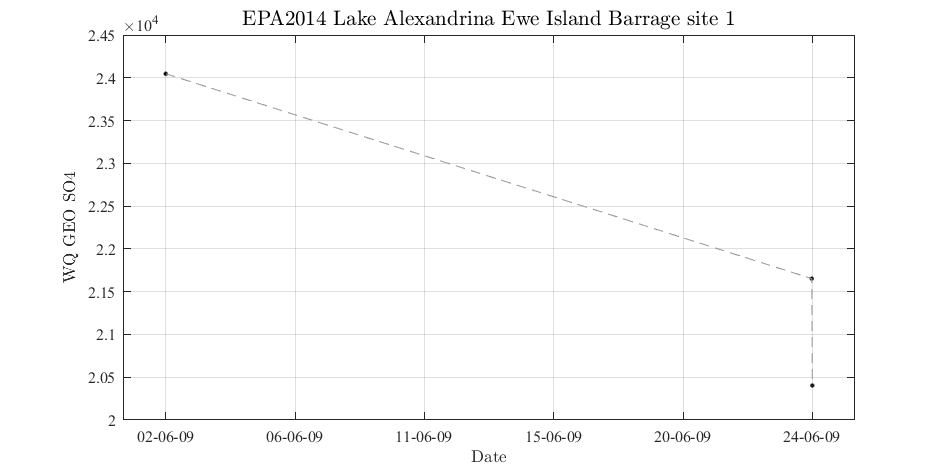 EPA2014 Lake Alexandrina Ewe Island Barrage site 1
×10⁴
2.45
2.4
2.35
2.3
2.25
2.2
2.15
2.1
2.05
2
WQ GEO SO4
02-06-09 06-06-09 11-06-09 15-06-09 20-06-09 24-06-09
Date